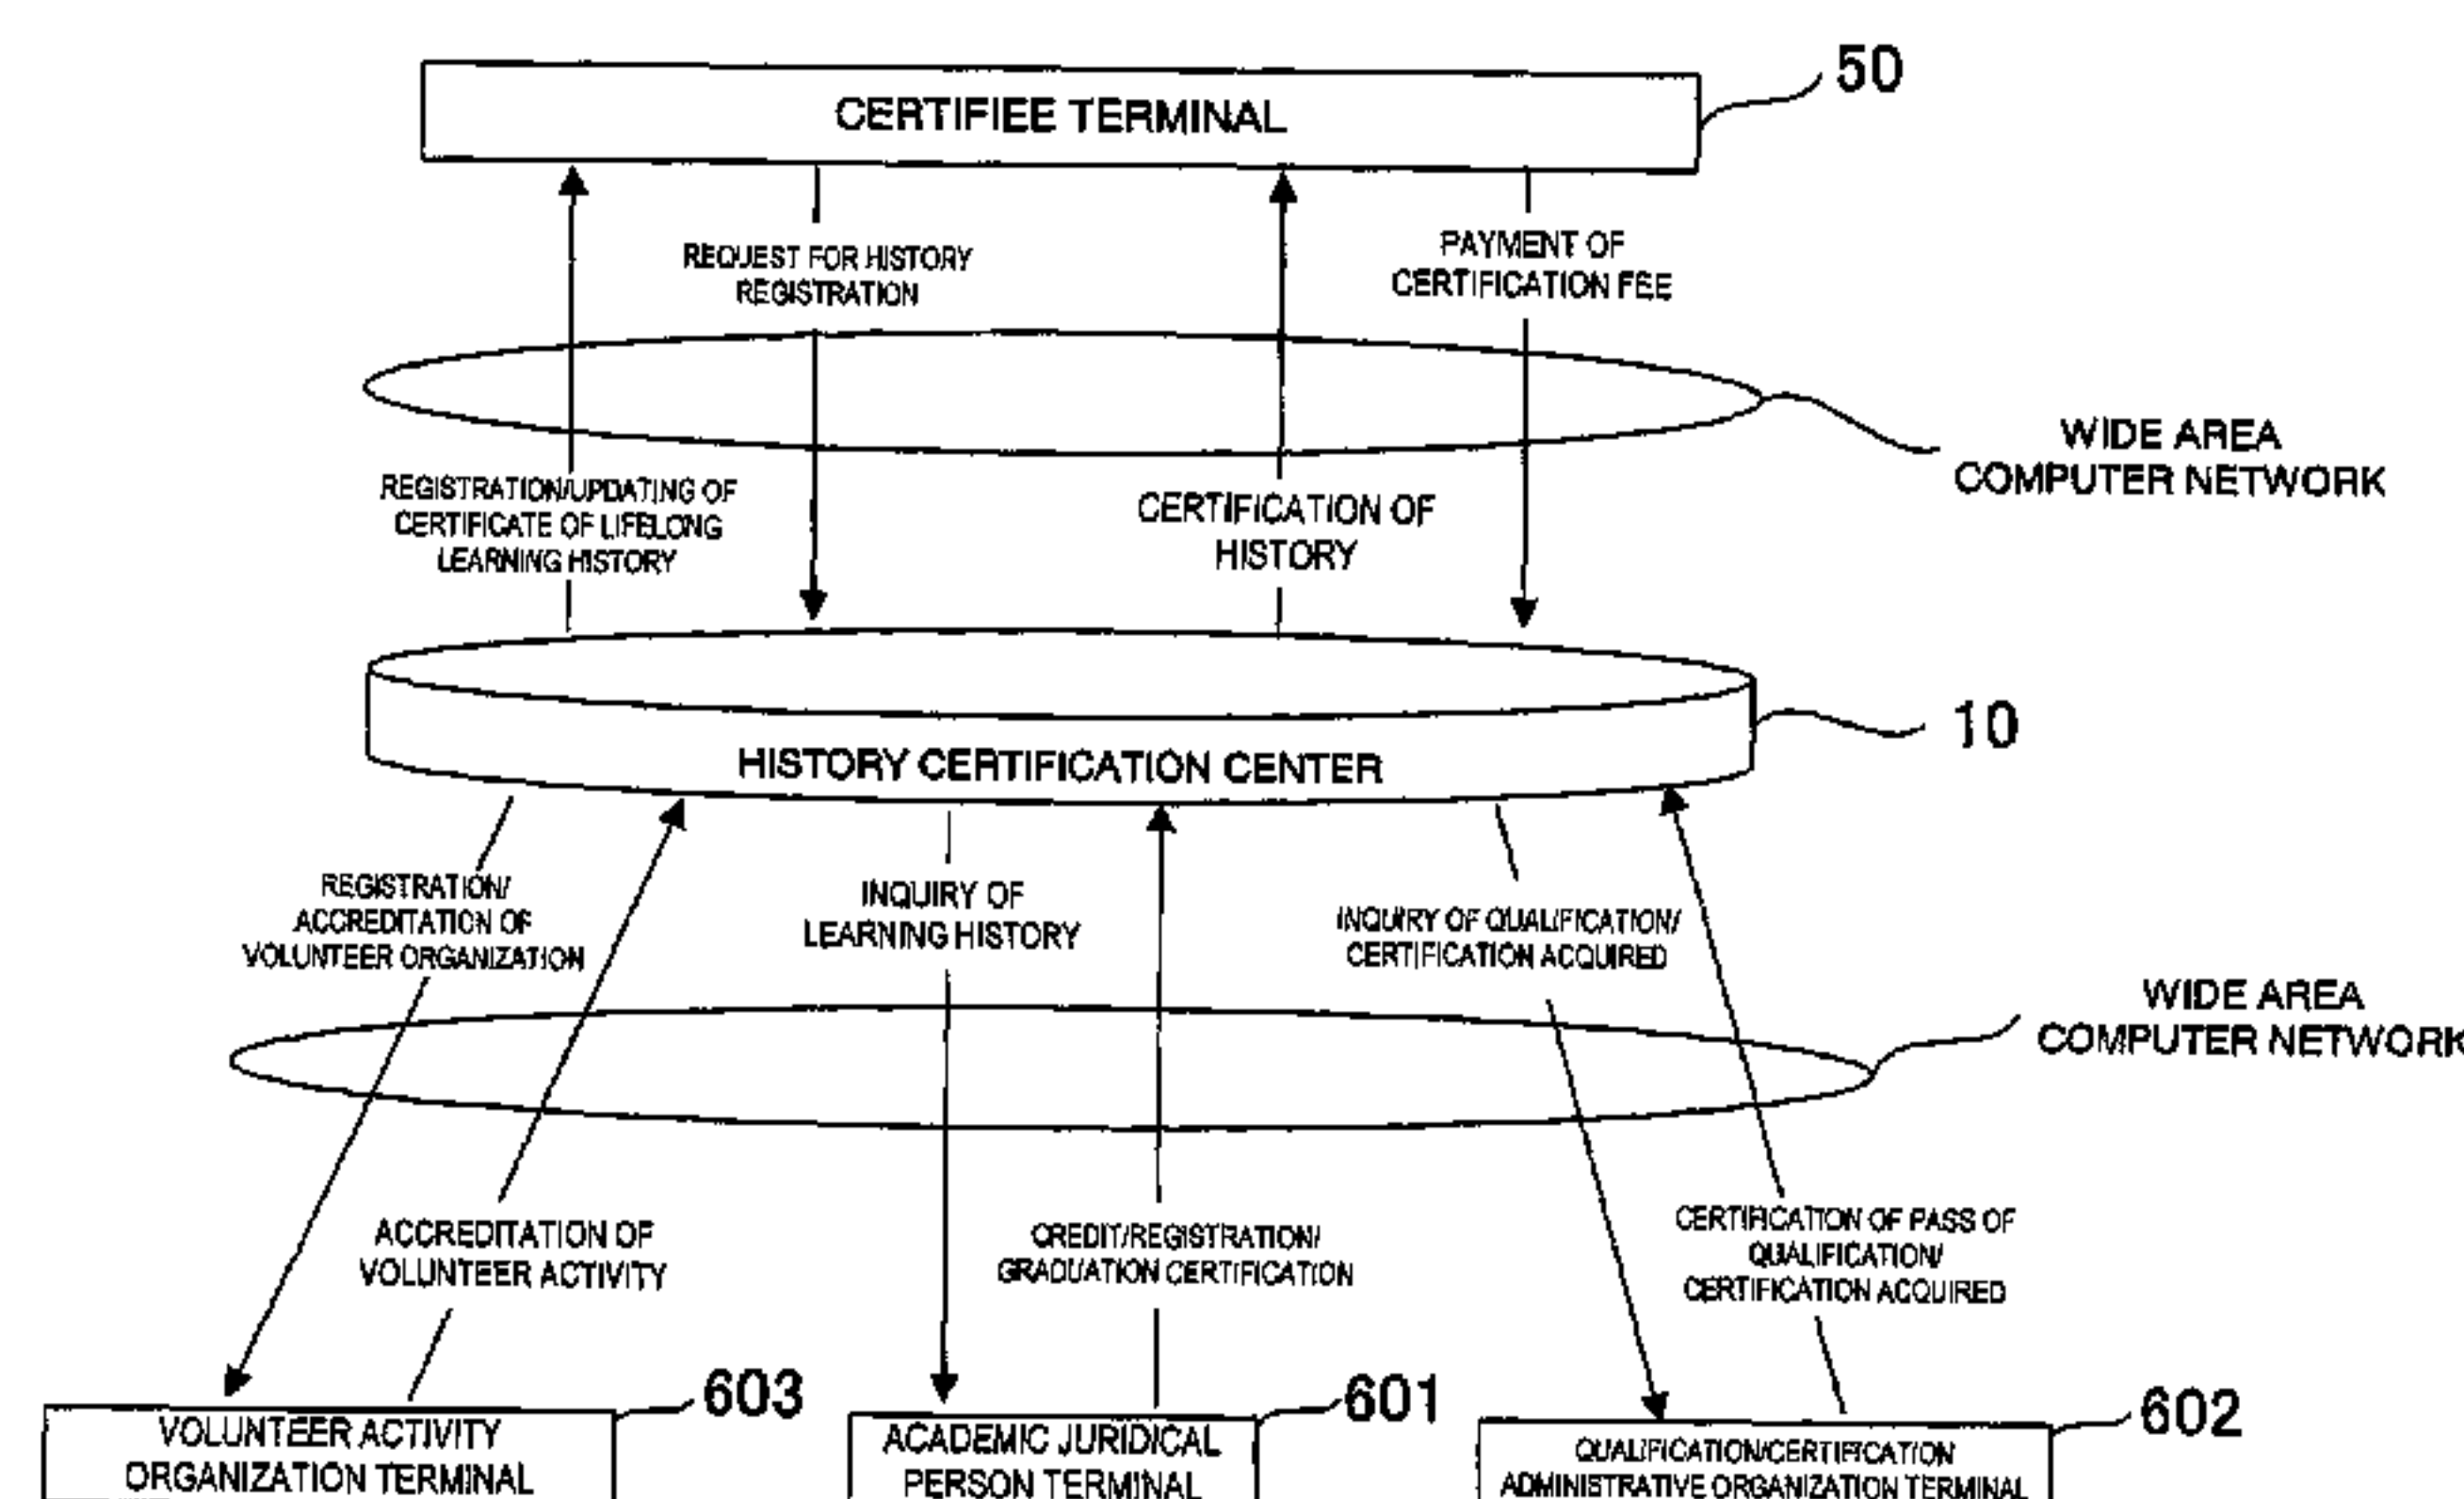 50
CERTIFIEE TERMINAL
REQUEST FOR HISTORY
REGISTRATION
PAYMENT OF
CERTIFICATION FEE
WIDE AREA
COMPUTER NETWORK
REGISTRATION/UPDATING OF
CERTIFICATE OF LIFELONG
LEARNING HISTORY
CERTIFICATION OF
HISTORY
10
HISTORY CERTIFICATION CENTER
REGISTRATION/
ACCREDITATION OF
VOLUNTEER ORGANIZATION
INQUIRY OF
LEARNING HISTORY
INQUIRY OF QUALIFICATION/
CERTIFICATION ACQUIRED
WIDE AREA
COMPUTER NETWORK
ACCREDITATION OF
VOLUNTEER ACTIVITY
CREDIT/REGISTRATION/
GRADUATION CERTIFICATION
CERTIFICATION OF PASS OF
QUALIFICATION/
CERTIFICATION ACQUIRED
603
VOLUNTEER ACTIVITY
ORGANIZATION TERMINAL
601
ACADEMIC JURIDICAL
PERSON TERMINAL
602
QUALIFICATION/CERTIFICATION
ADMINISTRATIVE ORGANIZATION TERMINAL